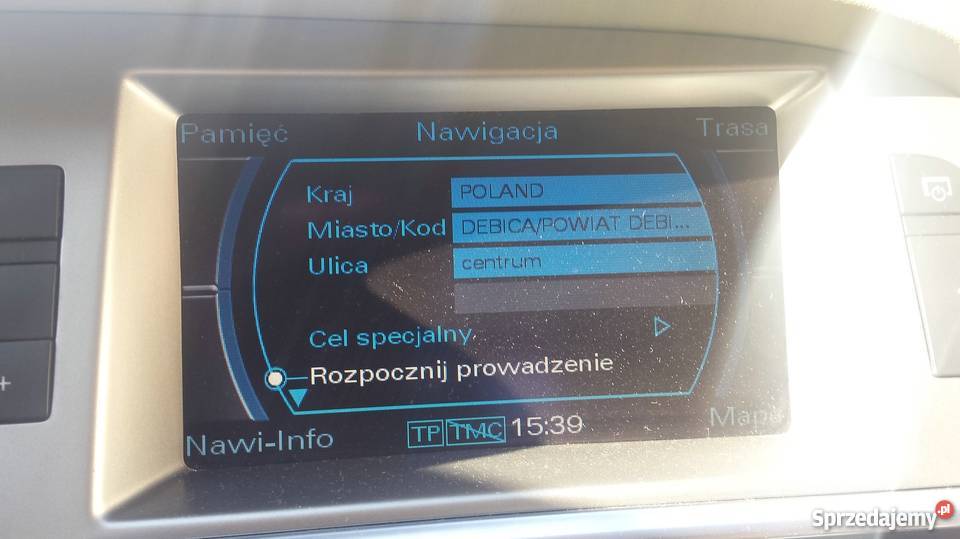 Pamięć Nawigacja Trasa
Kraj POLAND
Miasto/Kod DEBICA/POWIAT DEBI...
Ulica centrum
Cel specjalny
Rozpocznij prowadzenie
Nawi-Info TP TMC 15:39 Mapa
+
Sprzedajemy.pl